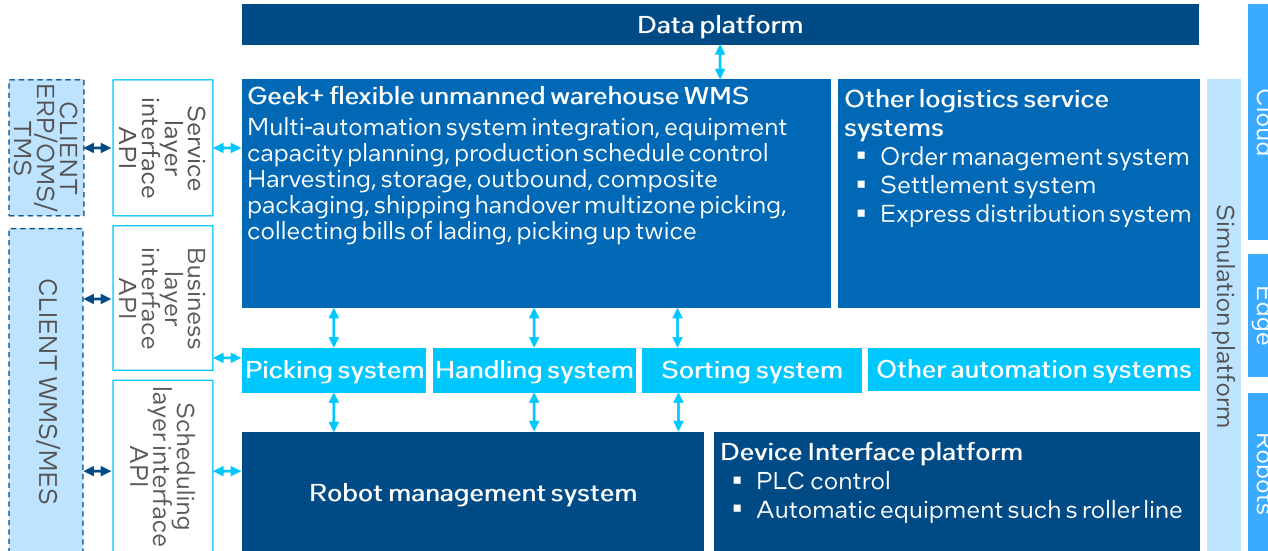 Data platform
CLIENT
ERP/OMS/
TMS
Service
layer
interface
API
Geek+ flexible unmanned warehouse WMS
Multi-automation system integration, equipment
capacity planning, production schedule control
Harvesting, storage, outbound, composite
packaging, shipping handover multizone picking,
collecting bills of lading, picking up twice
Other logistics service
systems
▪ Order management system
▪ Settlement system
▪ Express distribution system
Cloud
CLIENT WMS/MES
Business
layer
interface
API
Simulation platform
Edge
Picking system
Handling system
Sorting system
Other automation systems
Scheduling
layer interface
API
Robot management system
Device Interface platform
▪ PLC control
▪ Automatic equipment such s roller line
Robots